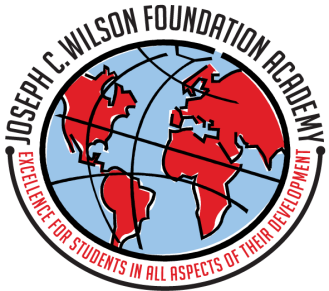 JOSEPH C. WILSON FOUNDATION ACADEMY
EXCELLENCE FOR STUDENTS IN ALL ASPECTS OF THEIR DEVELOPMENT